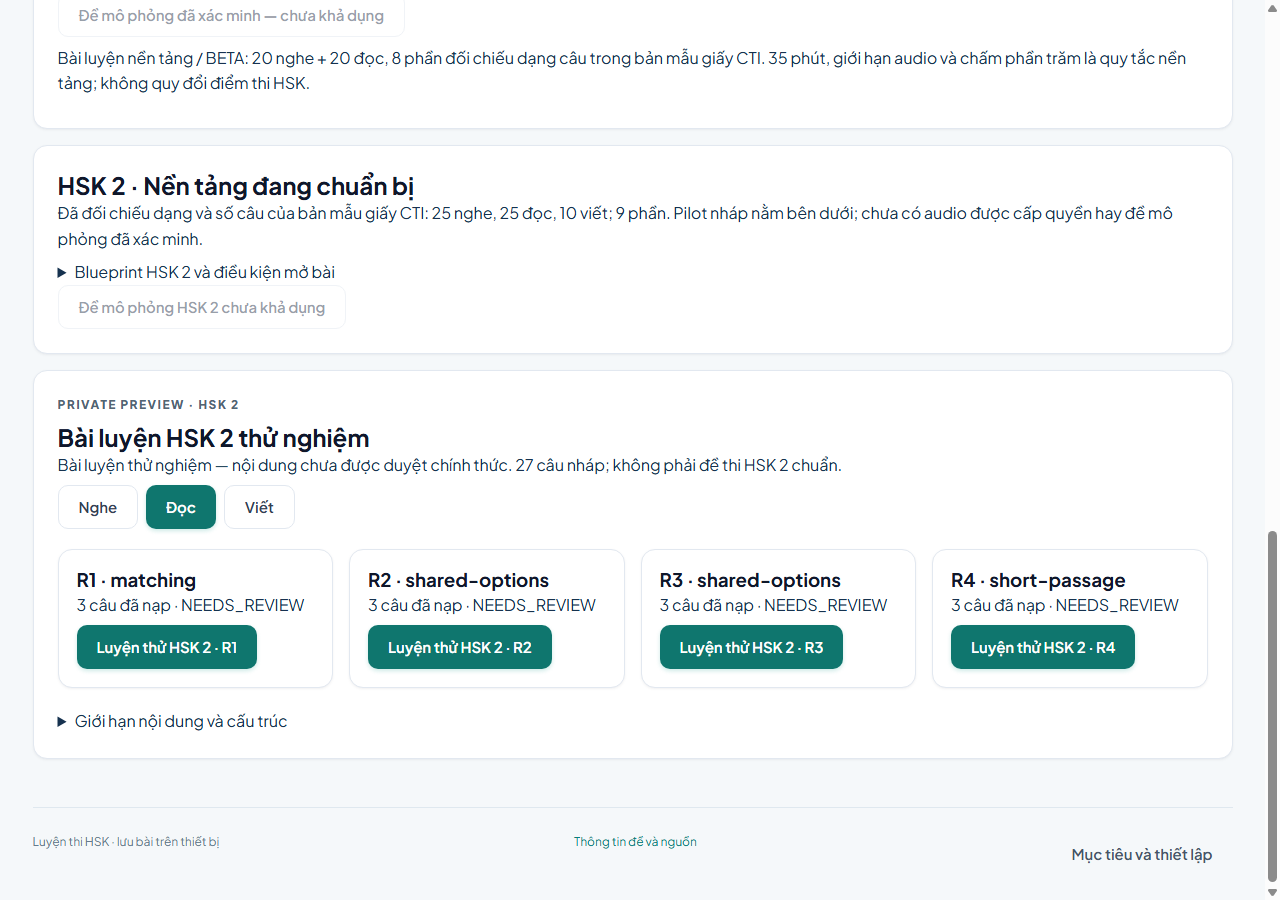 Đề mô phỏng đã xác minh — chưa khả dụng
Bài luyện nền tảng / BETA: 20 nghe + 20 đọc, 8 phần đối chiếu dạng câu trong bản mẫu giấy CTI. 35 phút, giới hạn audio và chấm phần trăm là quy tắc nền
tảng; không quy đổi điểm thi HSK.
HSK 2 · Nền tảng đang chuẩn bị
Đã đối chiếu dạng và số câu của bản mẫu giấy CTI: 25 nghe, 25 đọc, 10 viết; 9 phần. Pilot nháp nằm bên dưới; chưa có audio được cấp quyền hay đề mô
phỏng đã xác minh.
Blueprint HSK 2 và điều kiện mở bài
Đề mô phỏng HSK 2 chưa khả dụng
PRIVATE PREVIEW · HSK 2
Bài luyện HSK 2 thử nghiệm
Bài luyện thử nghiệm — nội dung chưa được duyệt chính thức. 27 câu nháp; không phải đề thi HSK 2 chuẩn.
Nghe Đọc Viết
R1 · matching
3 câu đã nạp · NEEDS_REVIEW
Luyện thử HSK 2 · R1
R2 · shared-options
3 câu đã nạp · NEEDS_REVIEW
Luyện thử HSK 2 · R2
R3 · shared-options
3 câu đã nạp · NEEDS_REVIEW
Luyện thử HSK 2 · R3
R4 · short-passage
3 câu đã nạp · NEEDS_REVIEW
Luyện thử HSK 2 · R4
Giới hạn nội dung và cấu trúc
Luyện thi HSK · lưu bài trên thiết bị
Thông tin đề và nguồn
Mục tiêu và thiết lập